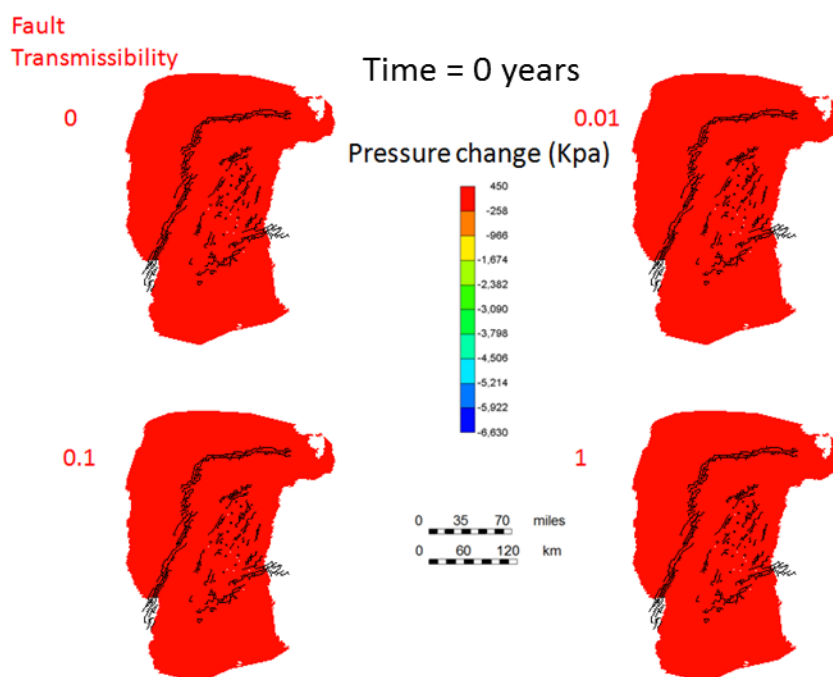 Fault
Transmissibility
Time = 0 years
0
0.01
Pressure change (Kpa)
450
-258
-966
-1,674
-2,382
-3,090
-3,798
-4,506
-5,214
-5,922
-6,630
0.1
1
0 35 70 miles
0 60 120 km